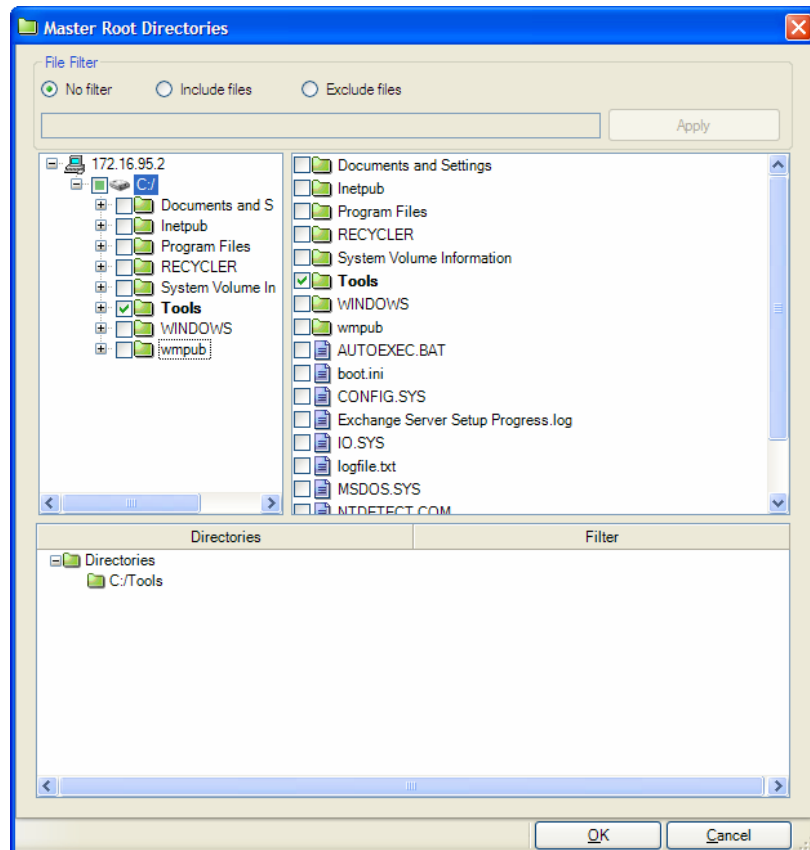 Master Root Directories
File Filter
No filter Include files Exclude files
Apply
172.16.95.2
C:/
Documents and S
Inetpub
Program Files
RECYCLER
System Volume In
Tools
WINDOWS
wmpub
Documents and Settings
Inetpub
Program Files
RECYCLER
System Volume Information
Tools
WINDOWS
wmpub
AUTOEXEC.BAT
boot.ini
CONFIG.SYS
Exchange Server Setup Progress.log
IO.SYS
logfile.txt
MSDOS.SYS
NTDETECT.COM
Directories Filter
Directories
C:/Tools
OK Cancel